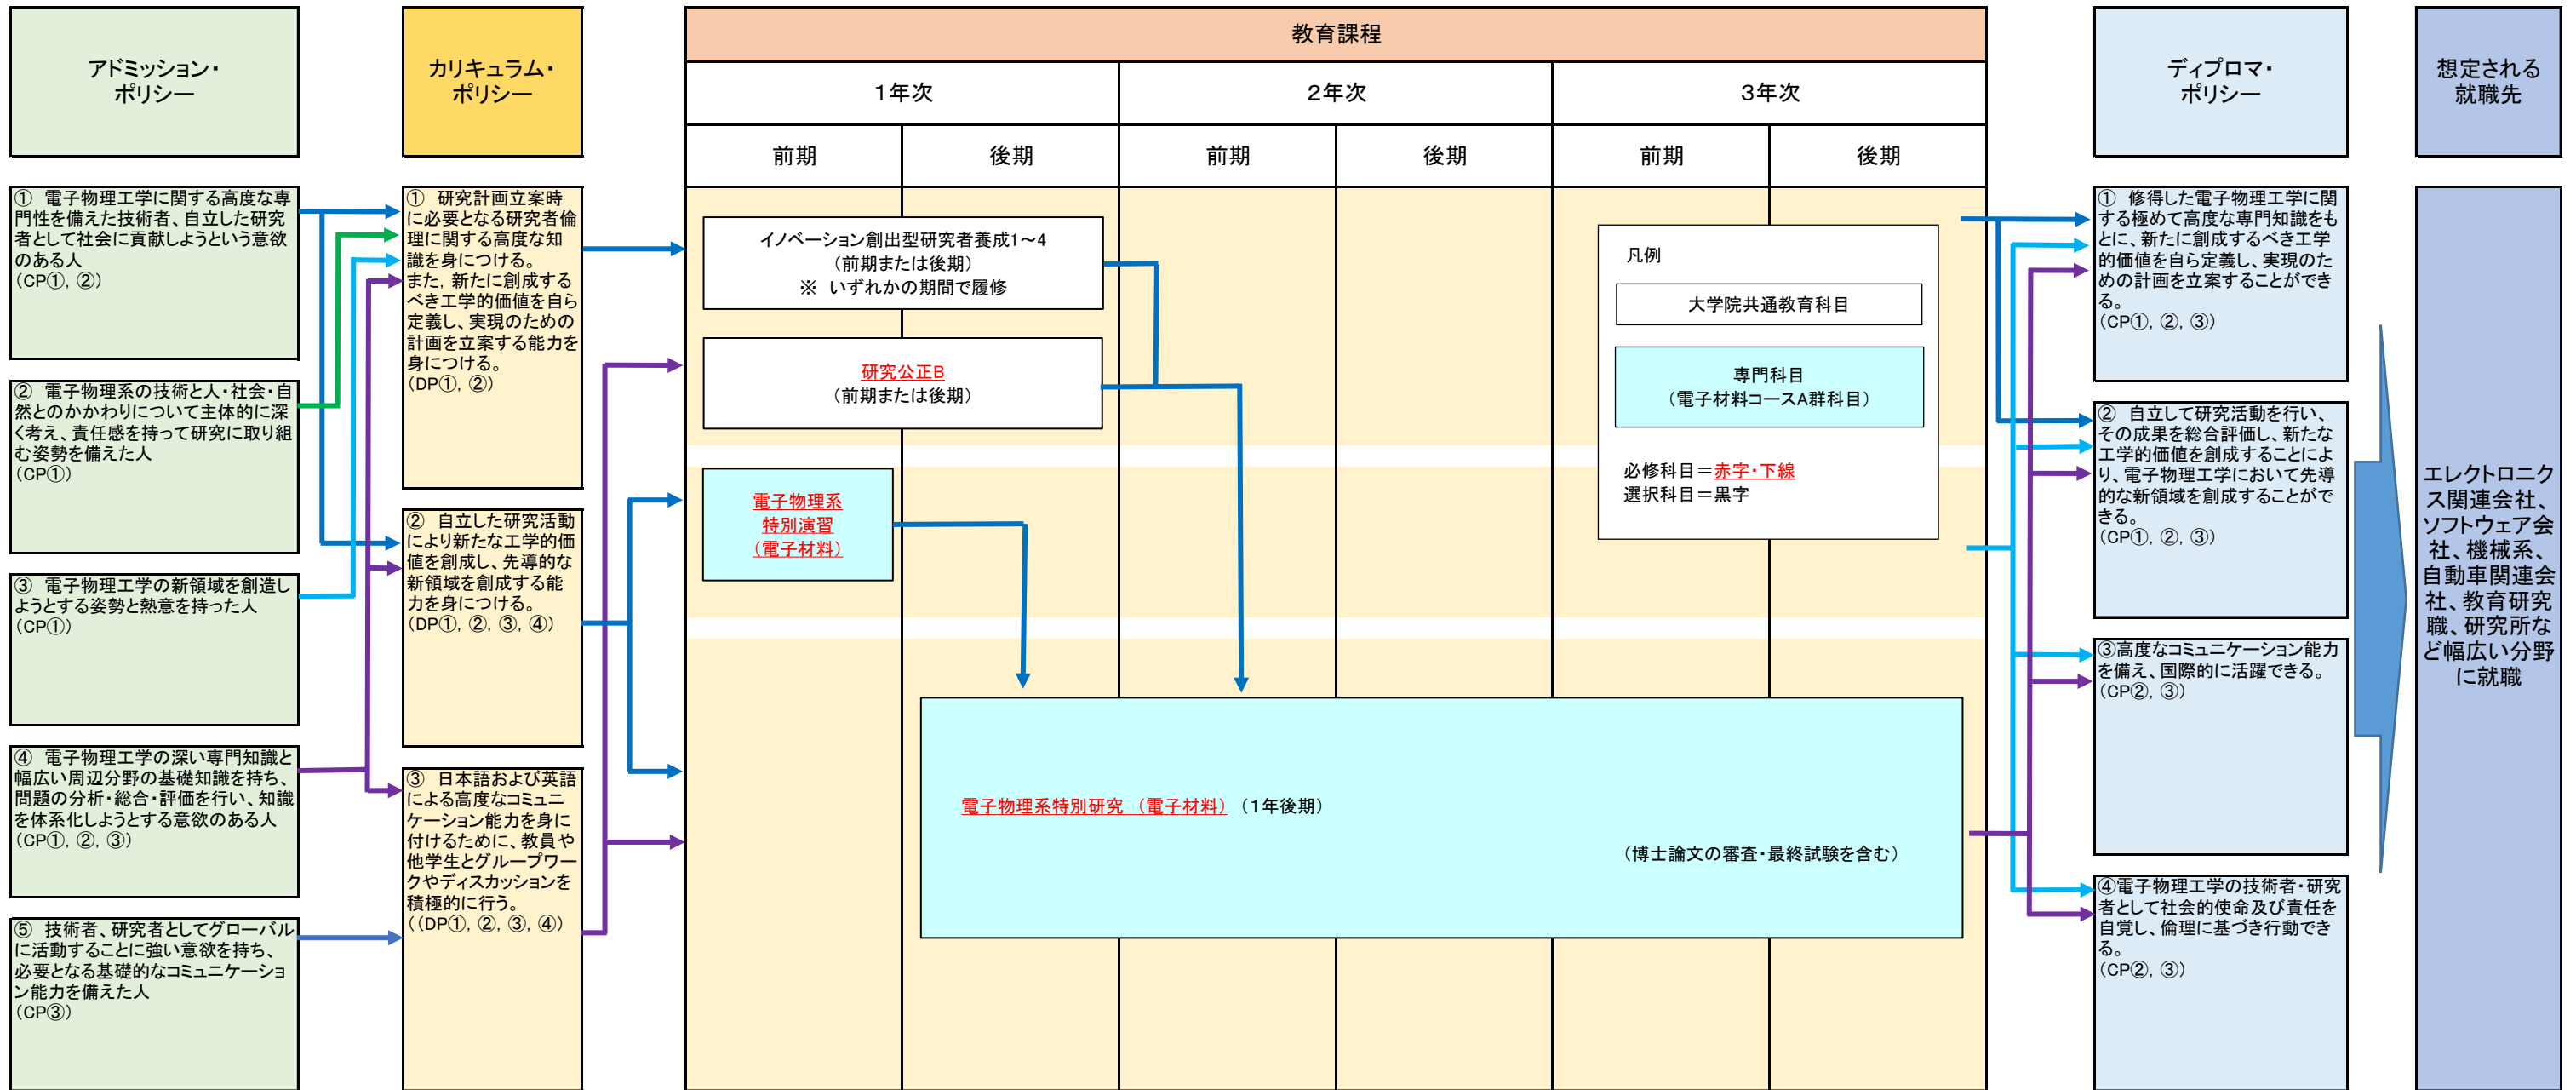 アドミッション・
ポリシー
① 電子物理工学に関する高度な専
門性を備えた技術者、自立した研究
者として社会に貢献しようという意欲
のある人
（CP①，②）
② 電子物理系の技術と人・社会・自
然とのかかわりについて主体的に深
く考え、責任感を持って研究に取り組
む姿勢を備えた人
（CP①）
③ 電子物理工学の新領域を創造し
ようとする姿勢と熱意を持った人
（CP①）
④ 電子物理工学の深い専門知識と
幅広い周辺分野の基礎知識を持ち、
問題の分析・総合・評価を行い、知識
を体系化しようとする意欲のある人
（CP①，②，③）
⑤ 技術者、研究者としてグローバル
に活動することに強い意欲を持ち、
必要となる基礎的なコミュニケーショ
ン能力を備えた人
（CP③）
カリキュラム・
ポリシー
① 研究計画立案時
に必要となる研究者倫
理に関する高度な知
識を身につける。
また，新たに創成する
べき工学的価値を自ら
定義し、実現のための
計画を立案する能力を
身につける。
（DP①，②）
② 自立した研究活動
により新たな工学的価
値を創成し、先導的な
新領域を創成する能
力を身につける。
（DP①，②，③，④）
③ 日本語および英語
による高度なコミュニ
ケーション能力を身に
付けるために、教員や
他学生とグループワー
クやディスカッションを
積極的に行う。
（（DP①，②，③，④）
教育課程
1年次
2年次
3年次
前期
後期
前期
後期
前期
後期
イノベーション創出型研究者養成1～4
（前期または後期）
※ いずれかの期間で履修
研究公正B
（前期または後期）
電子物理系
特別演習
（電子材料）
電子物理系特別研究 （電子材料）（1年後期）
（博士論文の審査・最終試験を含む）
凡例
大学院共通教育科目
専門科目
（電子材料コースA群科目）
必修科目＝赤字・下線
選択科目＝黒字
ディプロマ・
ポリシー
① 修得した電子物理工学に関
する極めて高度な専門知識をも
とに、新たに創成するべき工学
的価値を自ら定義し、実現のた
めの計画を立案することができ
る。
（CP①，②，③）
② 自立して研究活動を行い、
その成果を総合評価し、新たな
工学的価値を創成することによ
り、電子物理工学において先導
的な新領域を創成することがで
きる。
（CP①，②，③）
③高度なコミュニケーション能力
を備え、国際的に活躍できる。
（CP②，③）
④電子物理工学の技術者・研究
者として社会的使命及び責任を
自覚し、倫理に基づき行動でき
る。
（CP②，③）
想定される
就職先
エレクトロニク
ス関連会社、
ソフトウェア会
社、機械系、
自動車関連会
社、教育研究
職、研究所な
ど幅広い分野
に就職